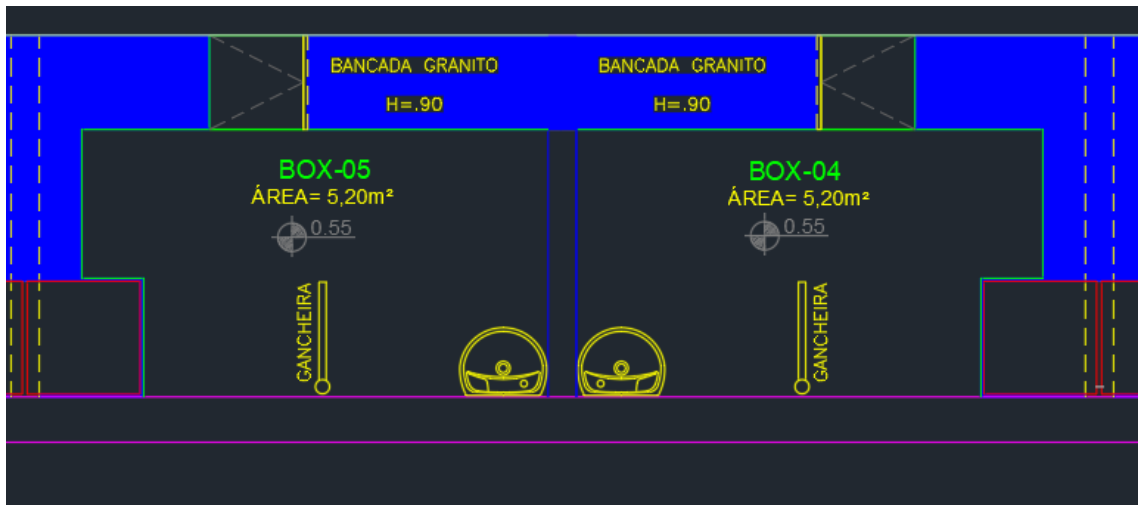 BANCADA GRANITO
H=.90
BANCADA GRANITO
H=.90
BOX-05
ÁREA= 5,20m²
0.55
GANCHEIRA
BOX-04
ÁREA= 5,20m²
0.55
GANCHEIRA